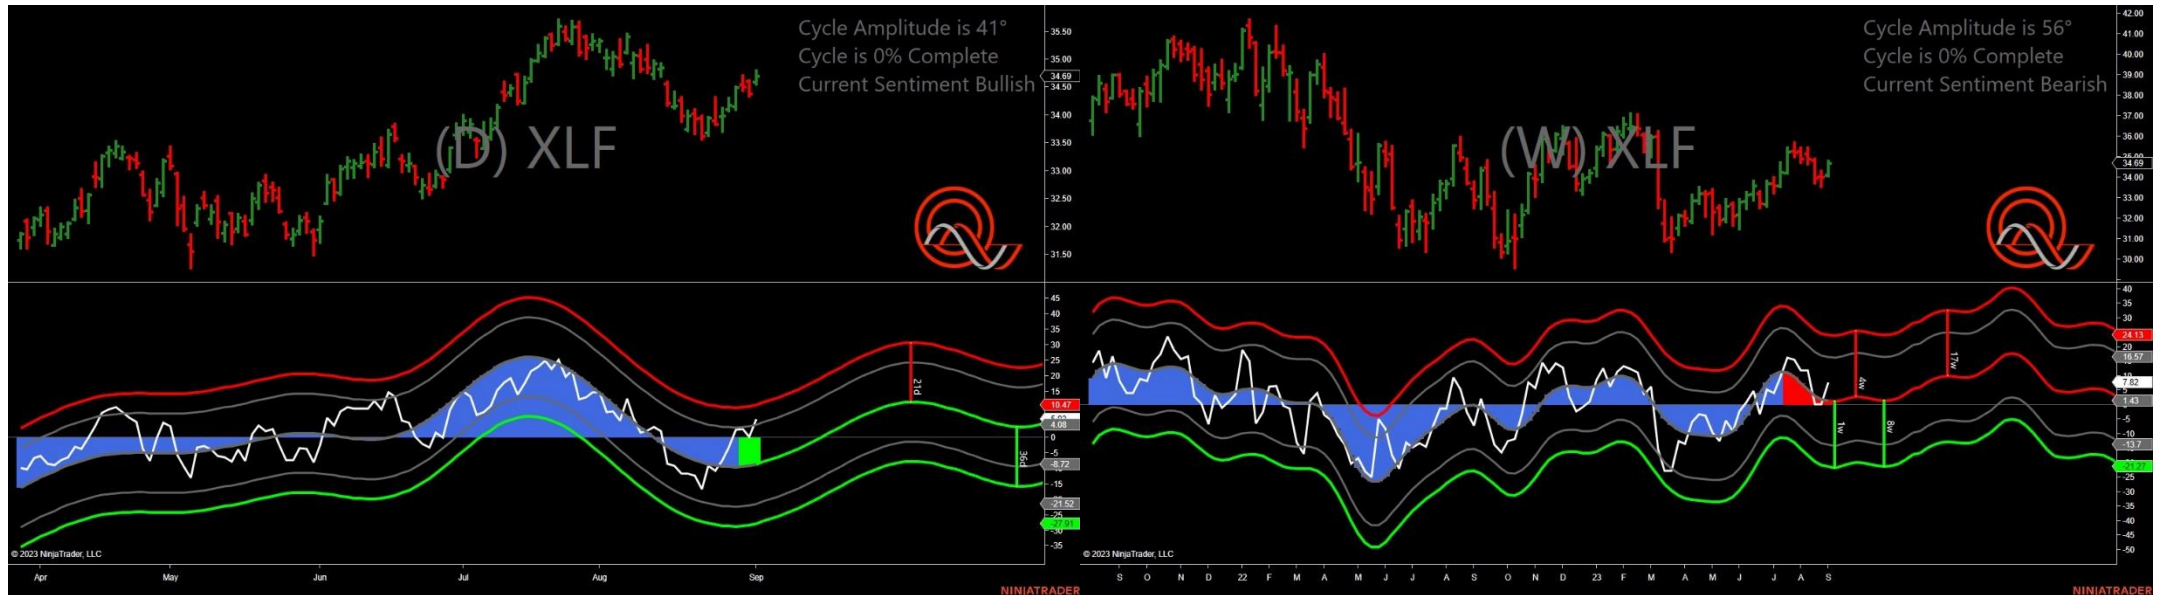 Cycle Amplitude is 41°
Cycle is 0% Complete
Current Sentiment Bullish
(D) XLF
35.50
35.00
34.69
34.50
34.00
33.50
33.00
32.50
32.00
31.50
45
40
35
30
25
20
15
10.47
4.08
0
-5
-8.72
-15
-21.52
-25
-27.91
-35
21d
36d
© 2023 NinjaTrader, LLC
Apr May Jun Jul Aug Sep
NINJATRADER
Cycle Amplitude is 56°
Cycle is 0% Complete
Current Sentiment Bearish
(W) XLF
42.00
41.00
40.00
39.00
38.00
37.00
36.00
35.00
34.69
34.00
33.00
32.00
31.00
30.00
40
35
30
24.13
20
16.57
7.82
1.43
-5
-13.7
-21.27
-25
-30
-35
-40
-45
-50
4w
17w
1w
8w
© 2023 NinjaTrader, LLC
S O N D 22 F M A M J J A S O N D 23 F M A M J J A S
NINJATRADER